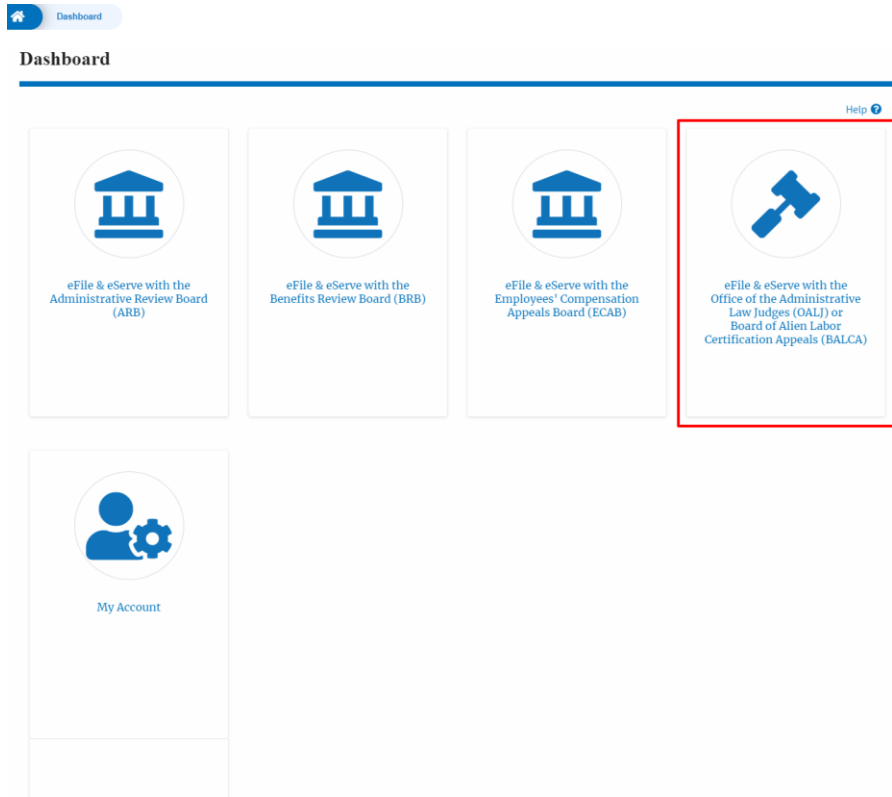 Dashboard
Dashboard
Help
eFile & eServe with the
Administrative Review Board
(ARB)
eFile & eServe with the
Benefits Review Board (BRB)
eFile & eServe with the
Employees' Compensation
Appeals Board (ECAB)
eFile & eServe with the
Office of the Administrative
Law Judges (OALJ) or
Board of Alien Labor
Certification Appeals (BALCA)
My Account